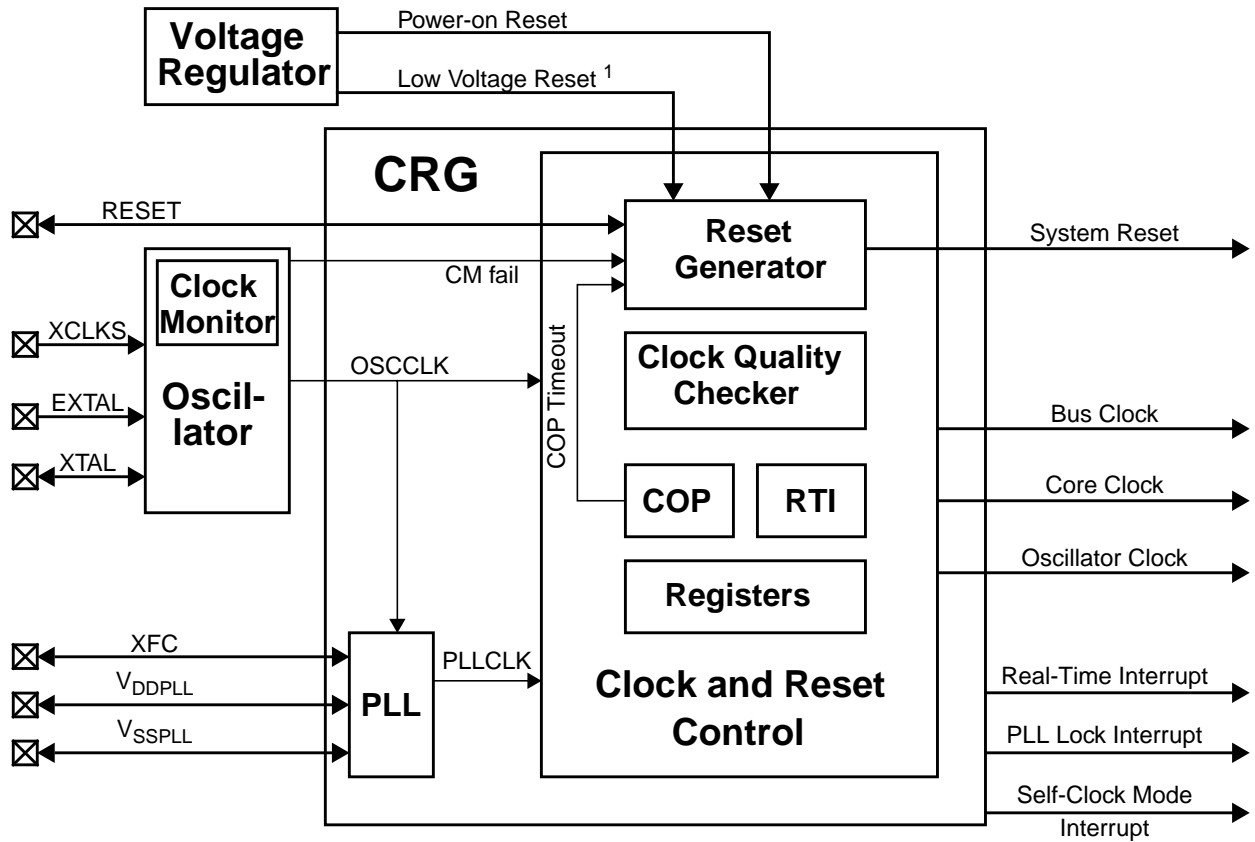 Voltage
Regulator
Power-on Reset
Low Voltage Reset 1
CRG
RESET
Reset
Generator
System Reset
CM fail
Clock
Monitor
XCLKS
Oscil-
lator
EXTAL
XTAL
OSCCLK
COP Timeout
Clock Quality
Checker
Bus Clock
COP
RTI
Core Clock
Oscillator Clock
Registers
XFC
VDDPLL
VSSPLL
PLL
PLLCLK
Clock and Reset
Control
Real-Time Interrupt
PLL Lock Interrupt
Self-Clock Mode
Interrupt